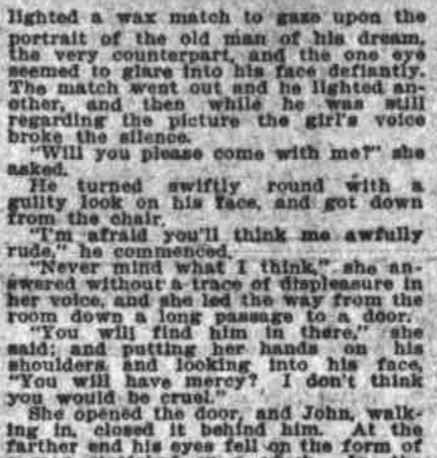 lighted a wax match to gaze upon the
portrait of the old man of his dream,
the very counterpart, and the one eye
seemed to glare into his face defiantly.
The match went out and he lighted an-
other, and then while he was still
regarding the picture the girl's voice
broke the silence.
"Will you please come with me?" she
asked.
He turned swiftly round with a
guilty look on his face, and got down
from the chair.
"I'm afraid you'll think me awfully
rude," he commenced.
"Never mind what I think," she an-
swered without a trace of displeasure in
her voice, and she led the way from the
room down a long passage to a door.
"You will find him in there," she
said; and putting her hands on his
shoulders and looking into his face,
"You will have mercy? I don't think
you would be cruel."
She opened the door, and John, walk-
ing in, closed it behind him. At the
farther end his eyes fell on the form of